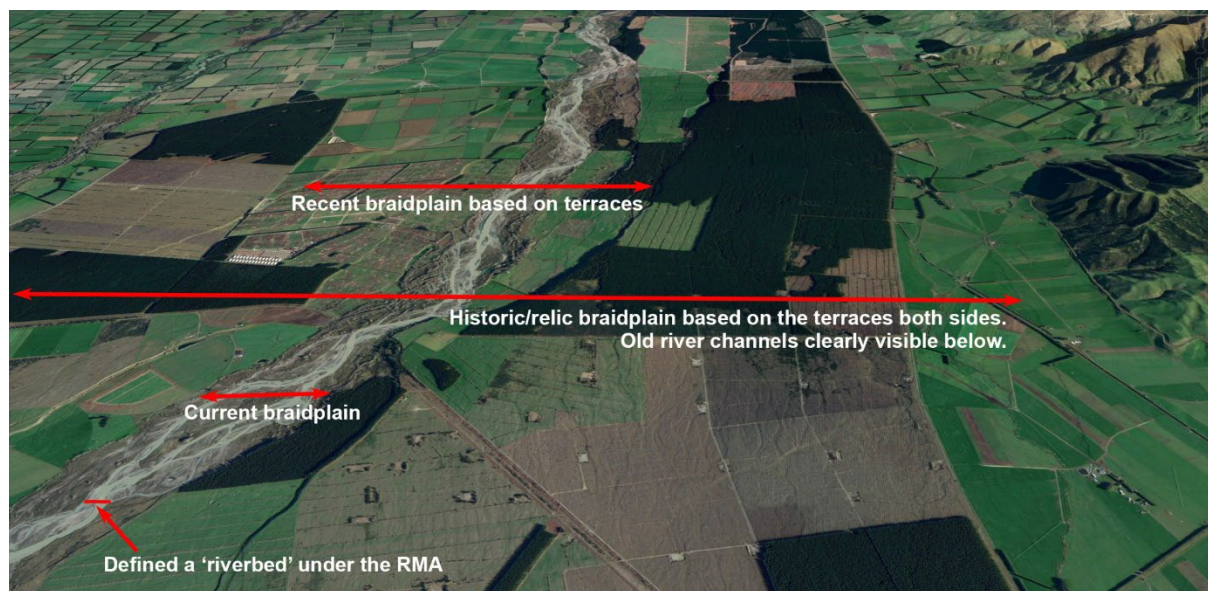 Recent braidplain based on terraces
Historic/relic braidplain based on the terraces both sides.
Old river channels clearly visible below.
Current braidplain
Defined a ‘riverbed’ under the RMA